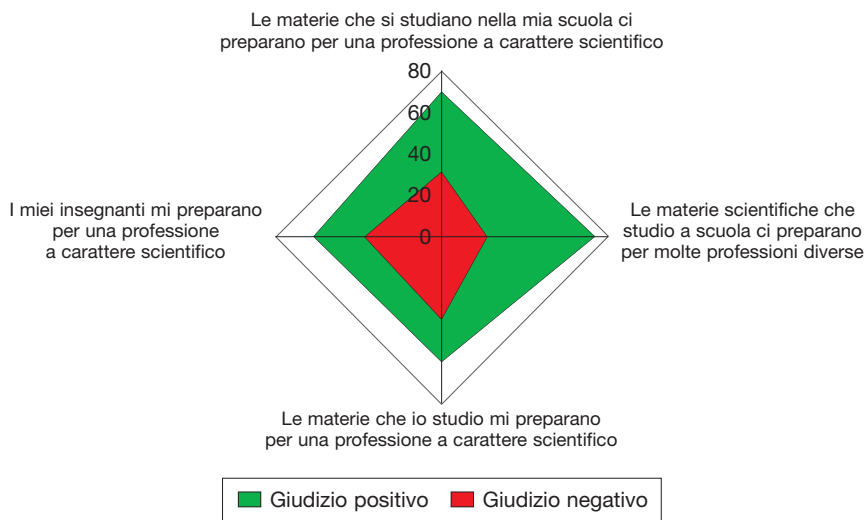 Le materie che si studiano nella mia scuola ci
preparano per una professione a carattere scientifico
80
60
40
20
0
I miei insegnanti mi preparano
per una professione
a carattere scientifico
Le materie scientifiche che
studio a scuola ci preparano
per molte professioni diverse
Le materie che io studio mi preparano
per una professione a carattere scientifico
Giudizio positivo Giudizio negativo